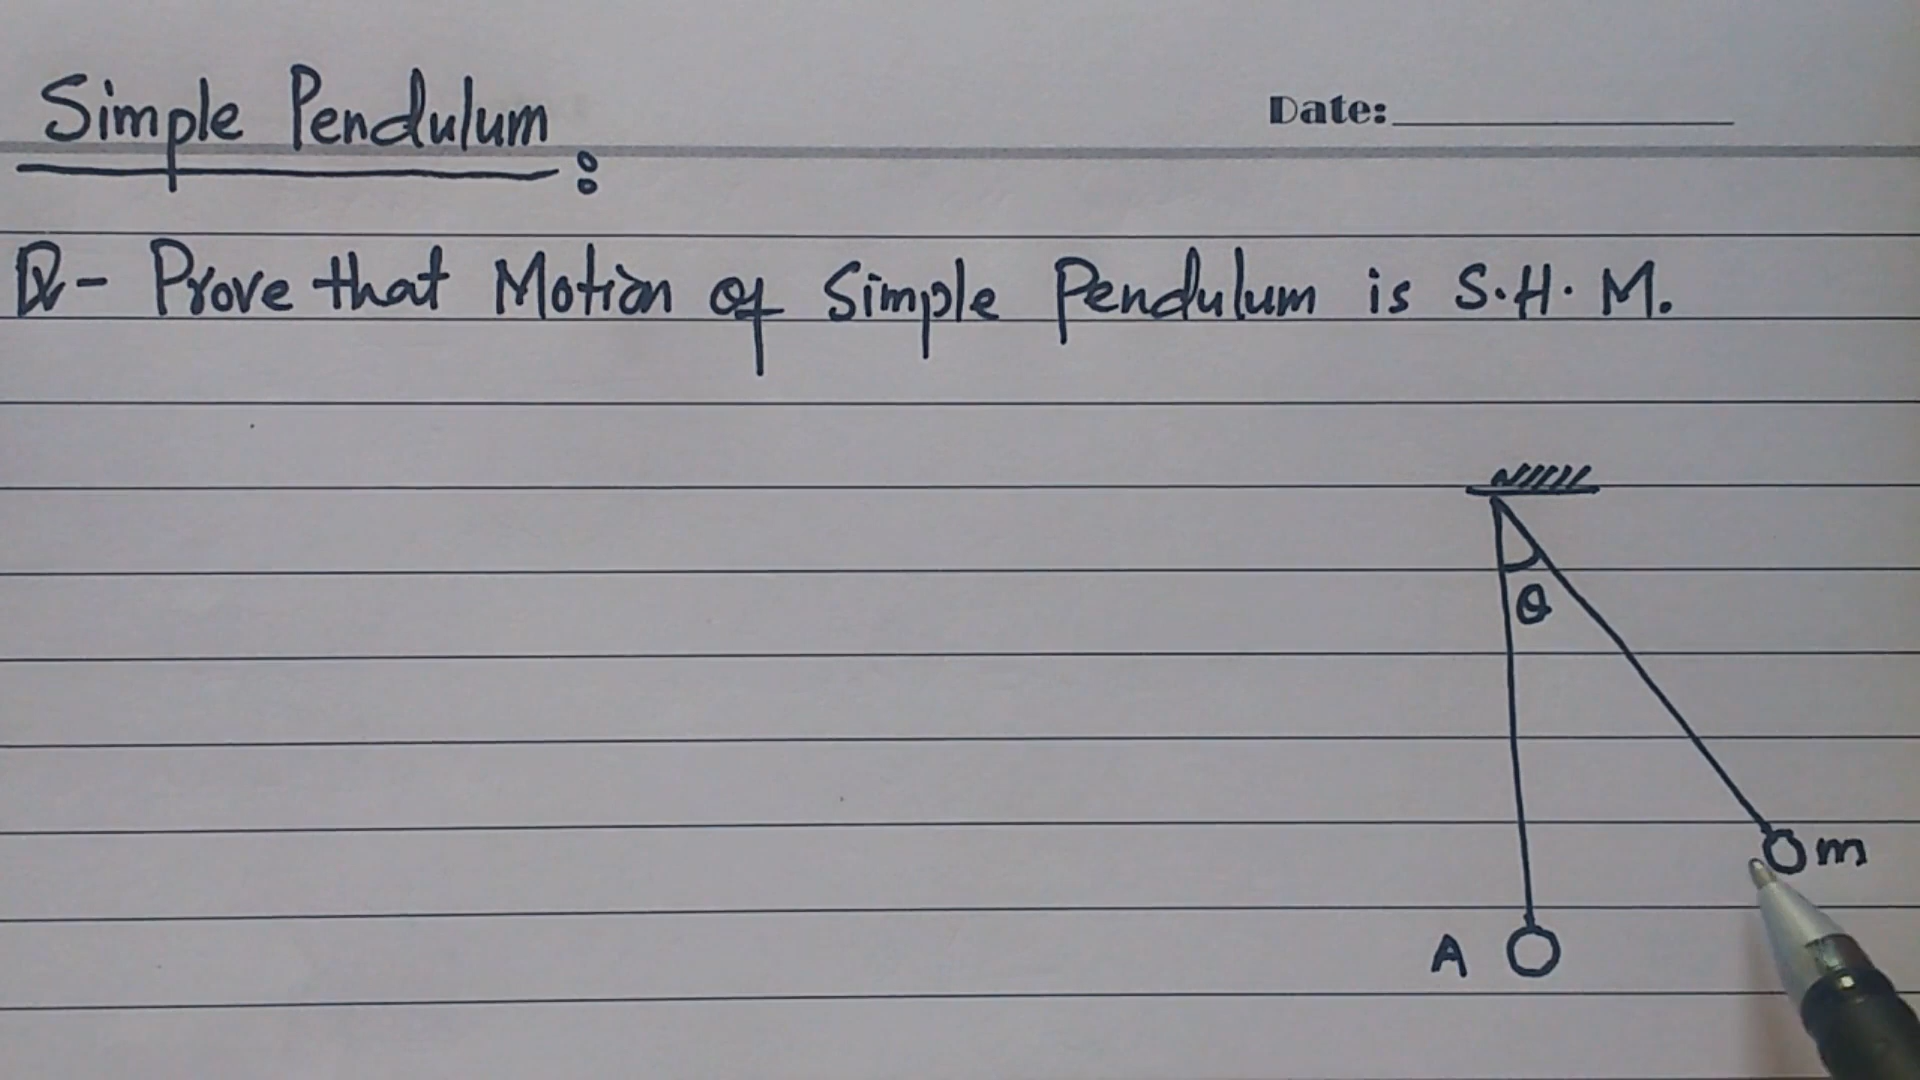 Simple Pendulum:
Date:
Q- Prove that Motion of Simple Pendulum is S.H.M.
θ
m
A